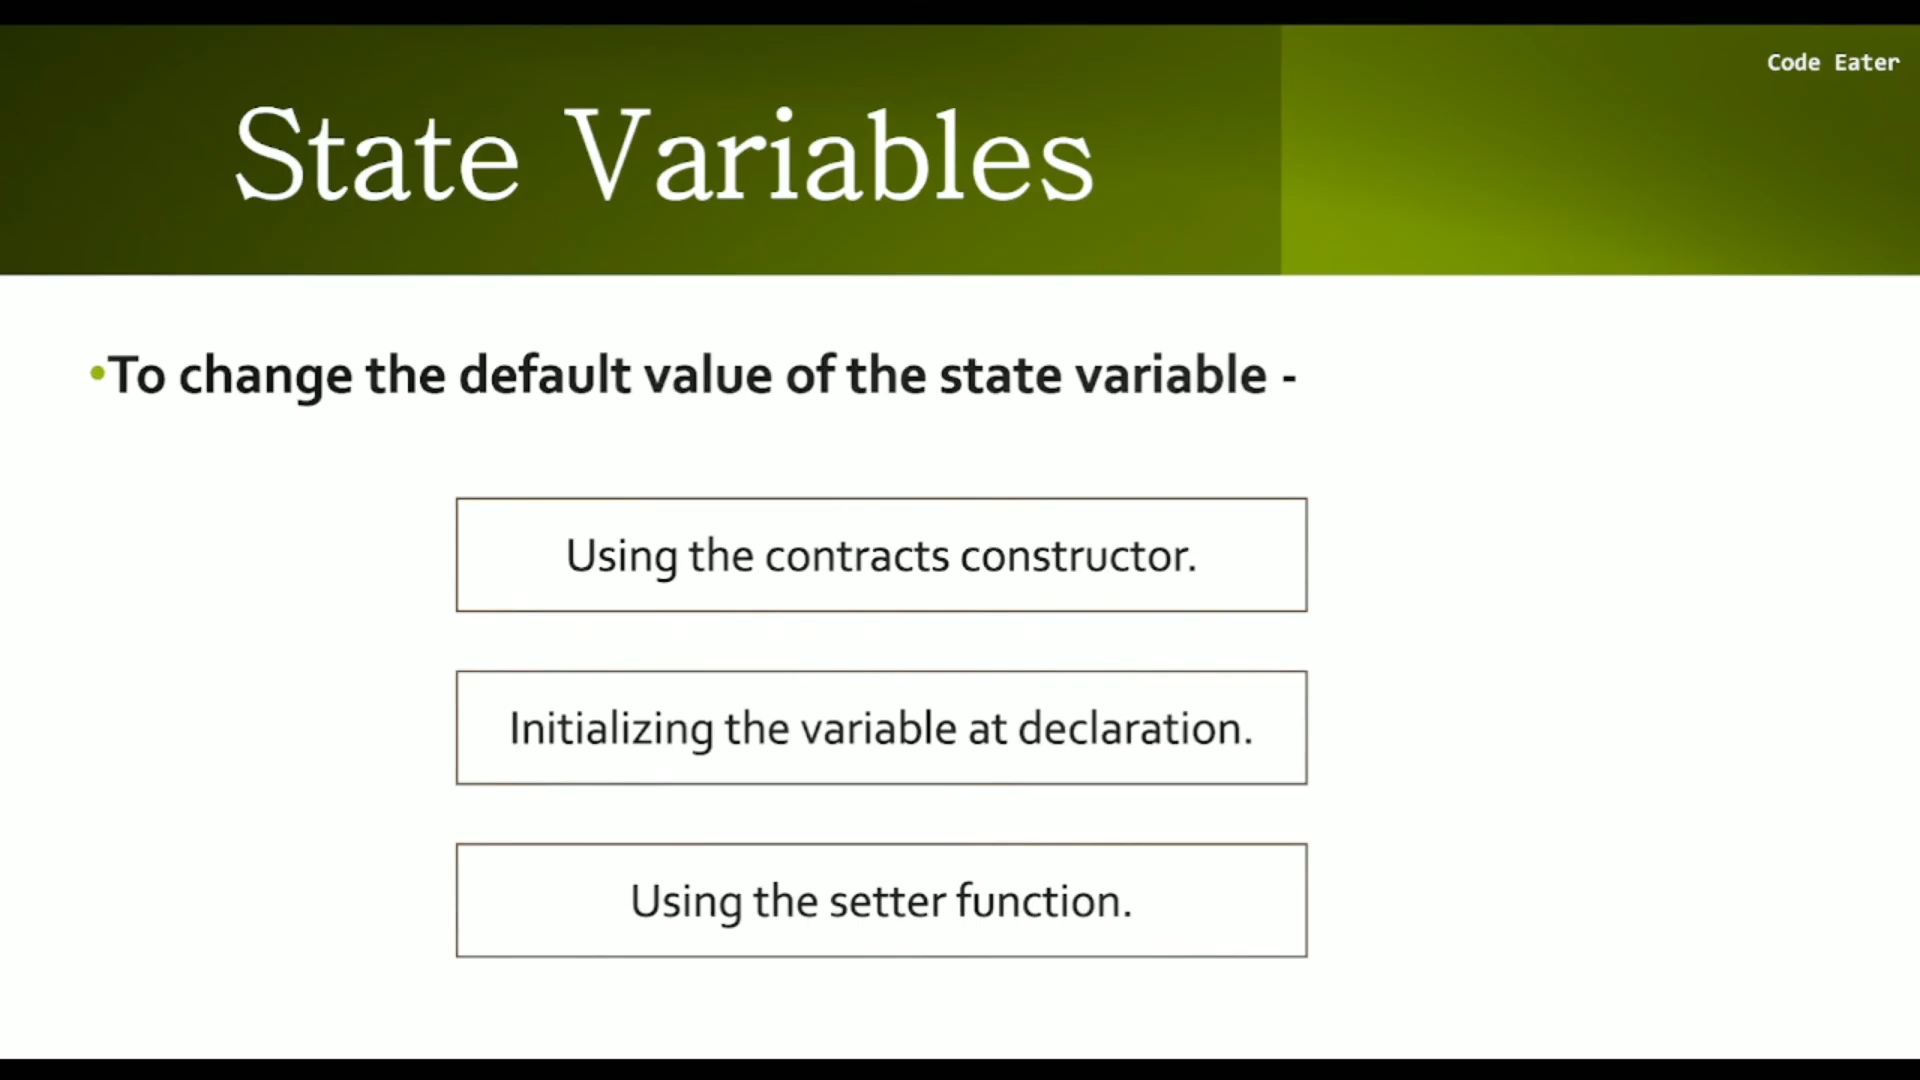 Code Eater
State Variables
•To change the default value of the state variable -
Using the contracts constructor.
Initializing the variable at declaration.
Using the setter function.